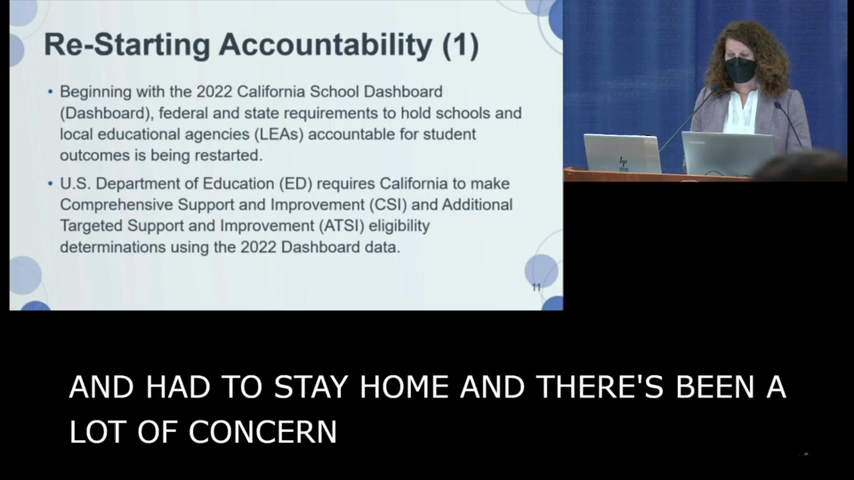 Re-Starting Accountability (1)
• Beginning with the 2022 California School Dashboard
(Dashboard), federal and state requirements to hold schools and
local educational agencies (LEAs) accountable for student
outcomes is being restarted.
• U.S. Department of Education (ED) requires California to make
Comprehensive Support and Improvement (CSI) and Additional
Targeted Support and Improvement (ATSI) eligibility
determinations using the 2022 Dashboard data.
11
hp
AND HAD TO STAY HOME AND THERE'S BEEN A
LOT OF CONCERN